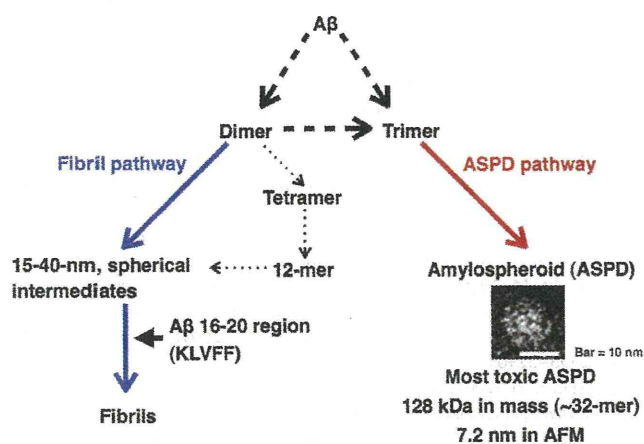 Aβ
Dimer
Trimer
Fibril pathway
ASPD pathway
Tetramer
15-40-nm, spherical
intermediates
12-mer
Amylospheroid (ASPD)
Aβ 16-20 region
(KLVFF)
Bar = 10 nm
Most toxic ASPD
Fibrils
128 kDa in mass (~32-mer)
7.2 nm in AFM